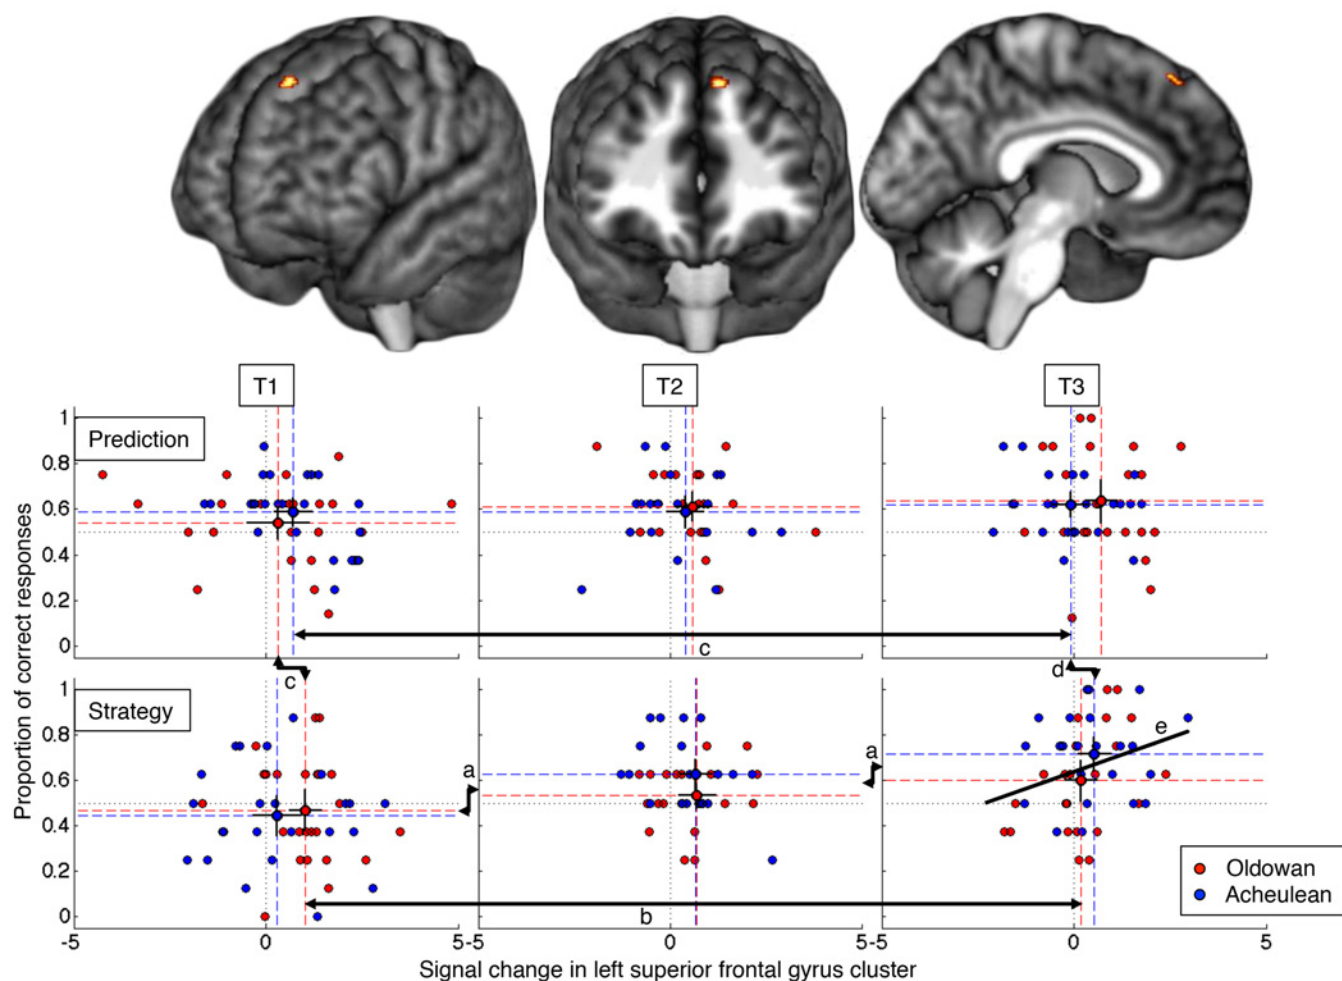 T1
T2
T3
Prediction
1
0.8
0.6
0.4
0.2
0
c
c
d
Strategy
1
0.8
0.6
0.4
0.2
0
a
a
e
b
Proportion of correct responses
Oldowan
Acheulean
-5
0
5
-5
0
5
-5
0
5
Signal change in left superior frontal gyrus cluster